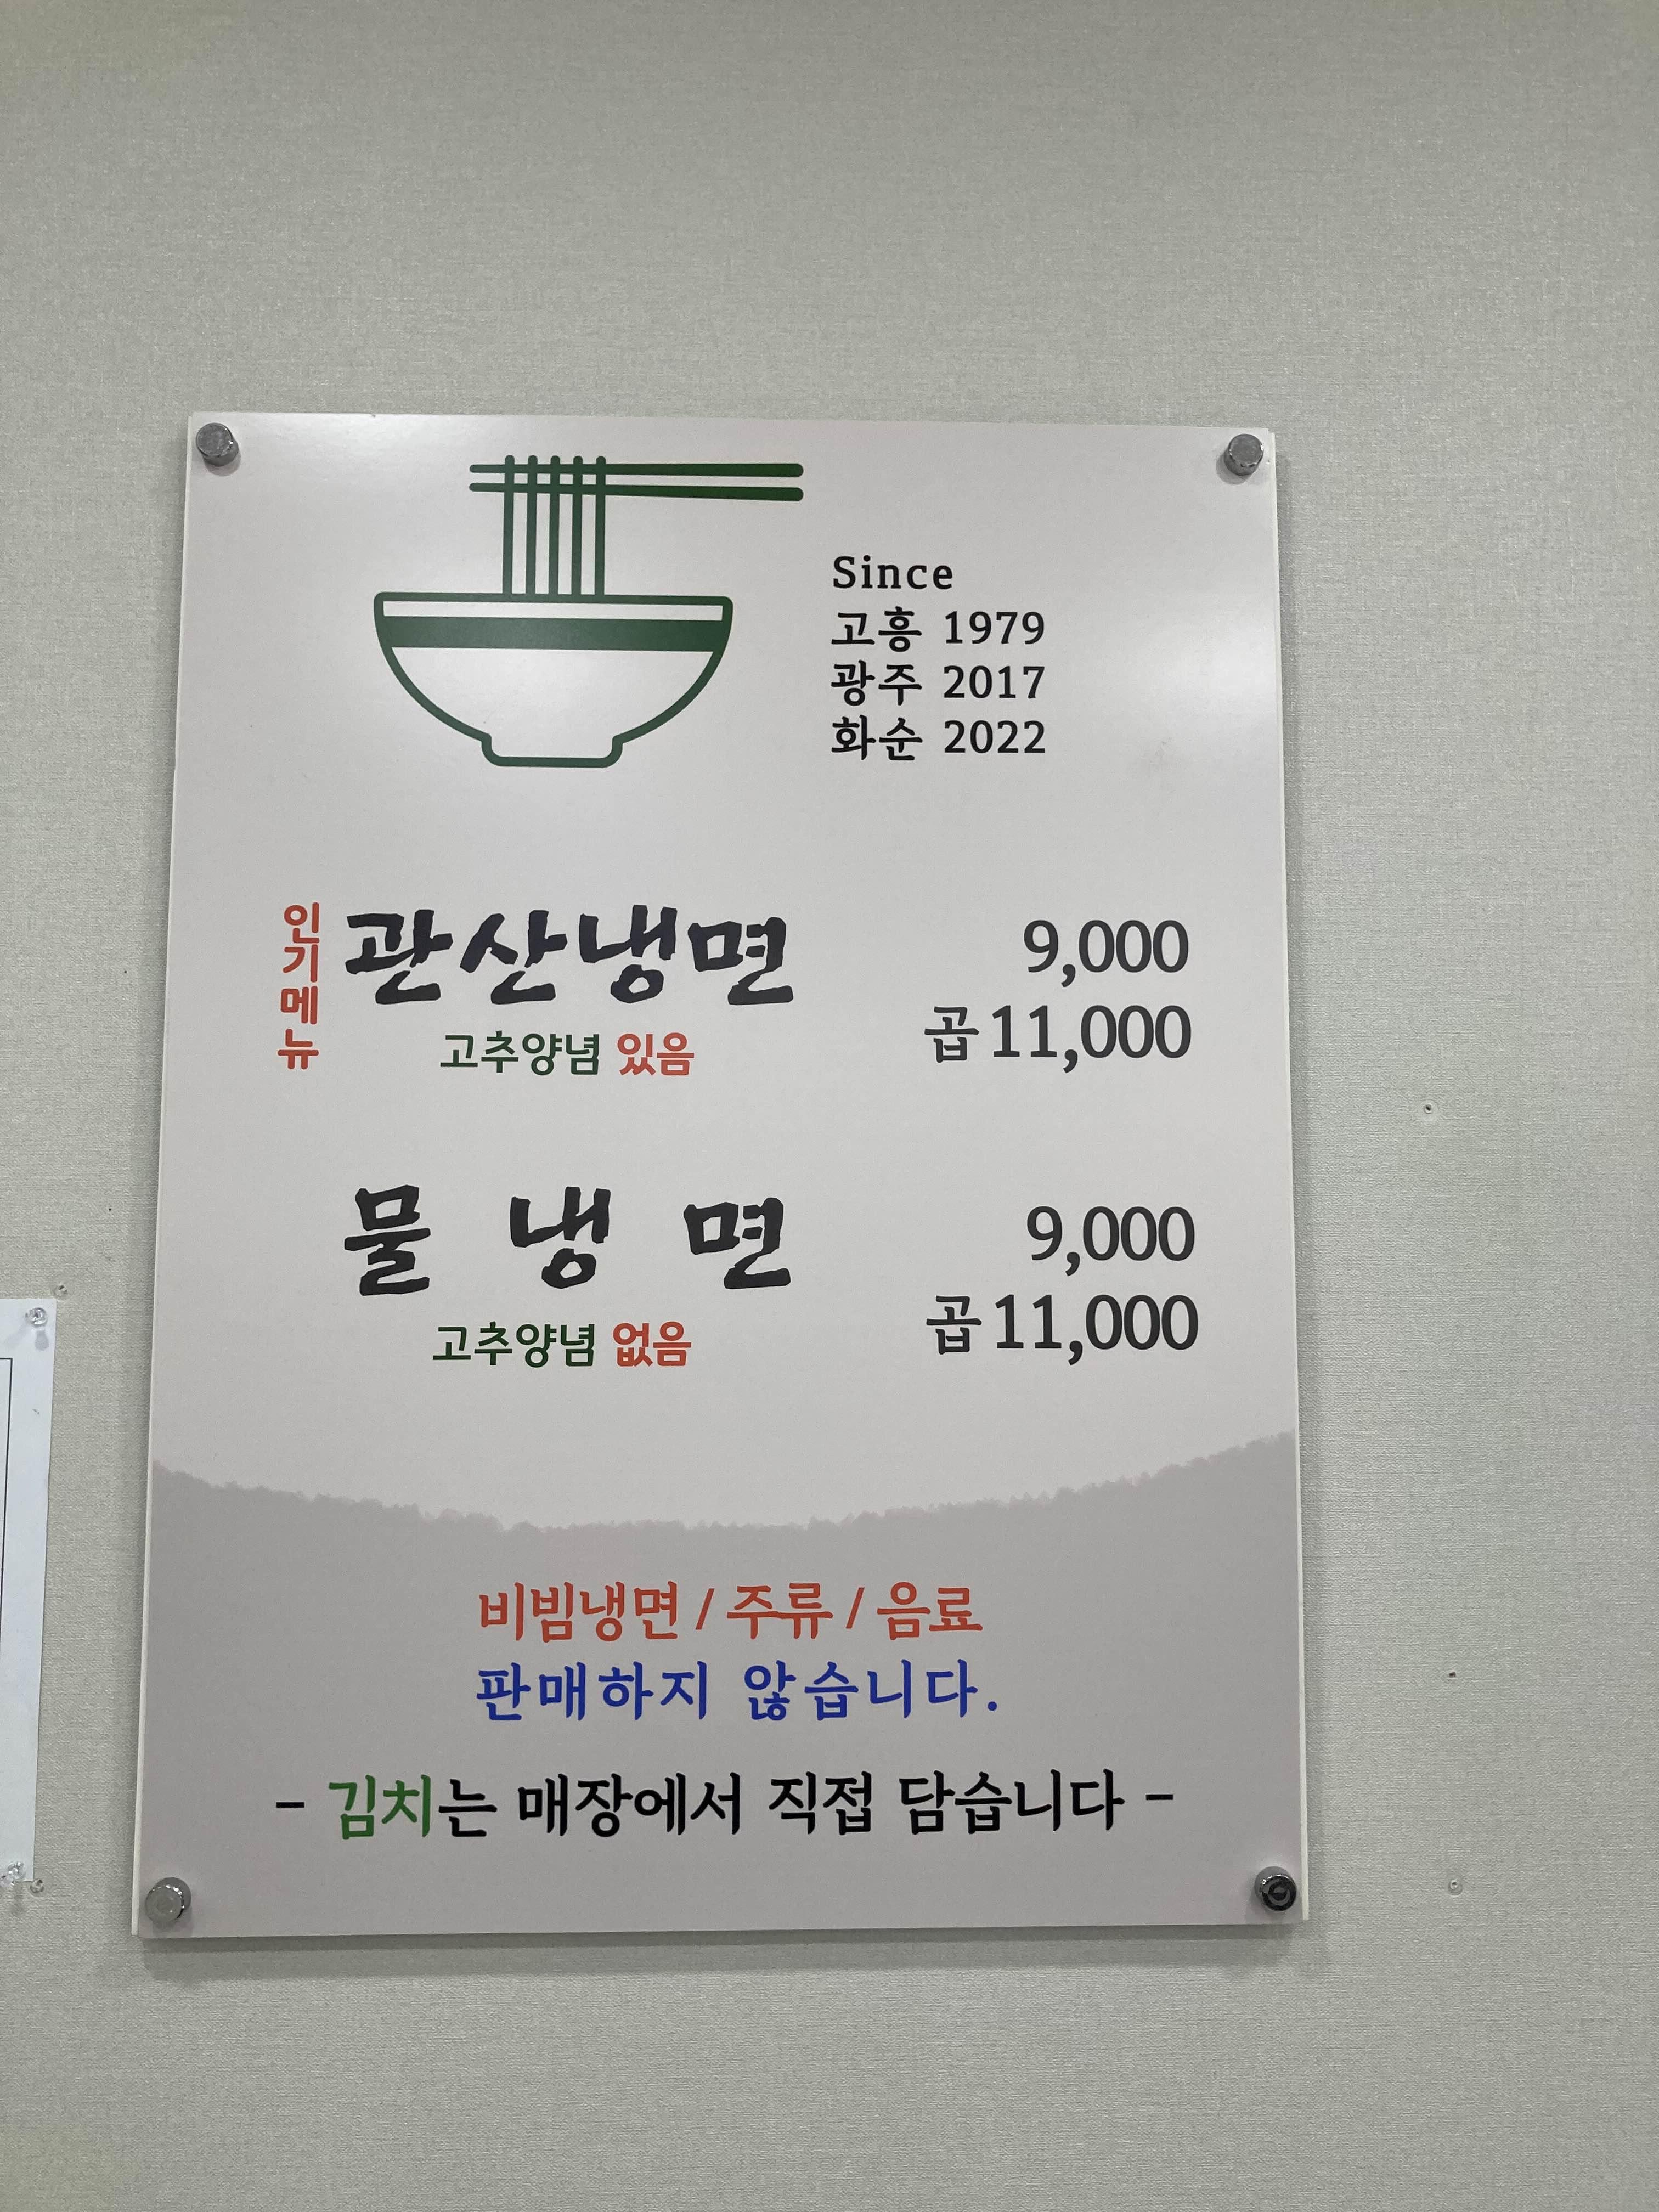 Since
고흥 1979
광주 2017
화순 2022
인기메뉴
관산냉면 9,000
고추양념 있음 곱 11,000
물 냉 면 9,000
고추양념 없음 곱 11,000
비빔냉면 / 주류 / 음료
판매하지 않습니다.
- 김치는 매장에서 직접 담습니다 -